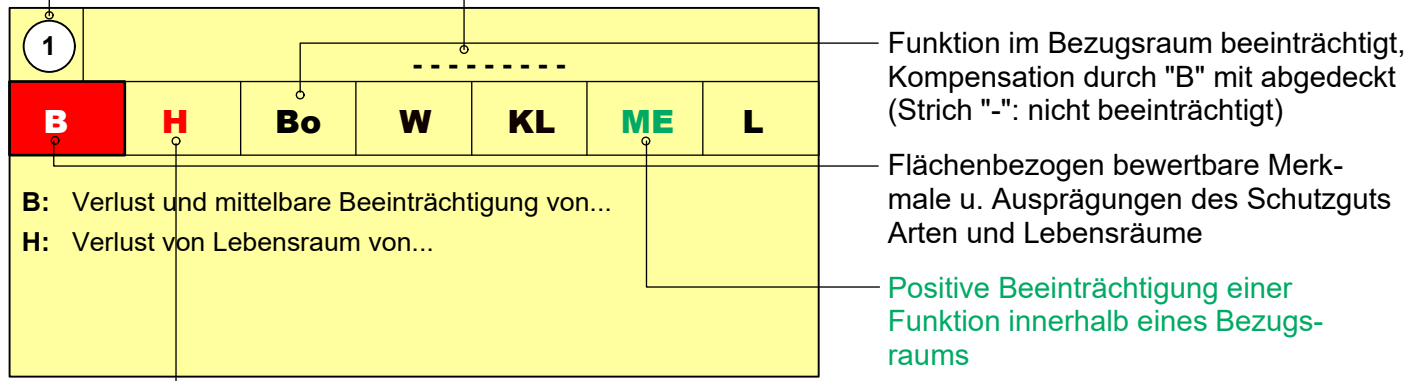 1
- - - - - - - - -
B H Bo W KL ME L
B: Verlust und mittelbare Beeinträchtigung von...
H: Verlust von Lebensraum von...
Funktion im Bezugsraum beeinträchtigt,
Kompensation durch "B" mit abgedeckt
(Strich "-": nicht beeinträchtigt)
Flächenbezogen bewertbare Merk-
male u. Ausprägungen des Schutzguts
Arten und Lebensräume
Positive Beeinträchtigung einer
Funktion innerhalb eines Bezugs-
raums